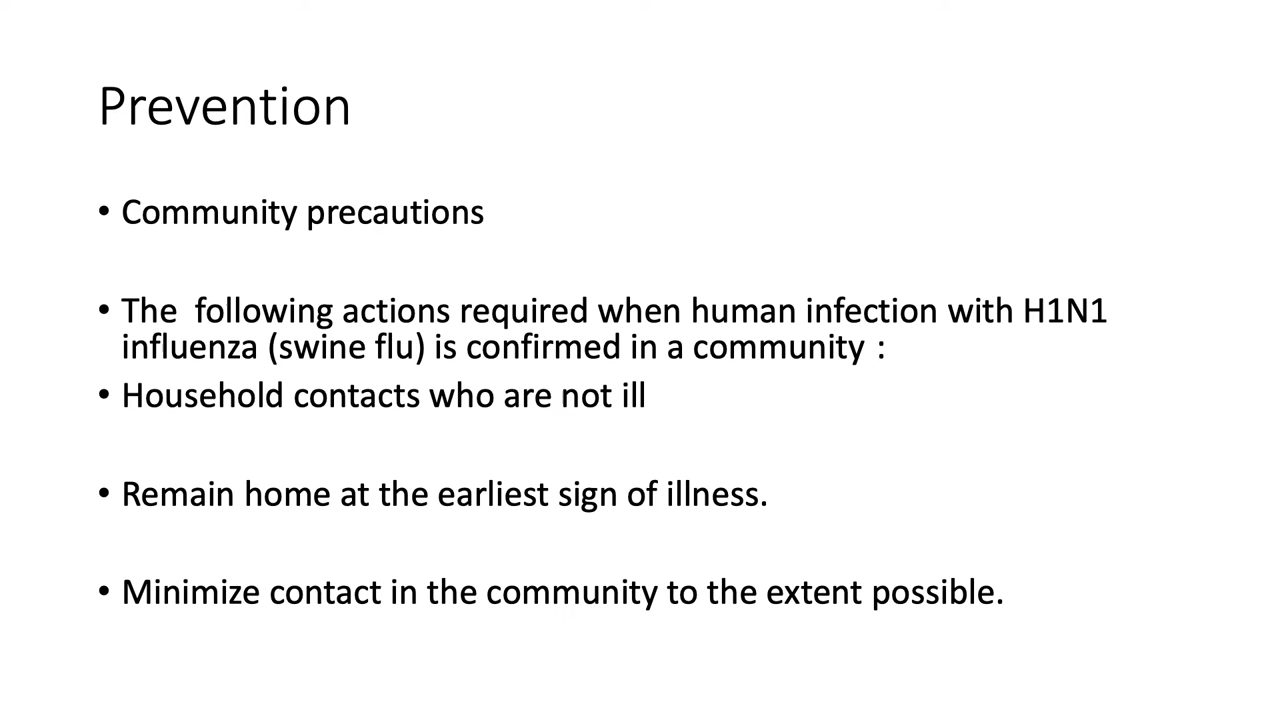 Prevention
• Community precautions
• The  following actions required when human infection with H1N1
influenza (swine flu) is confirmed in a community :
• Household contacts who are not ill
• Remain home at the earliest sign of illness.
• Minimize contact in the community to the extent possible.